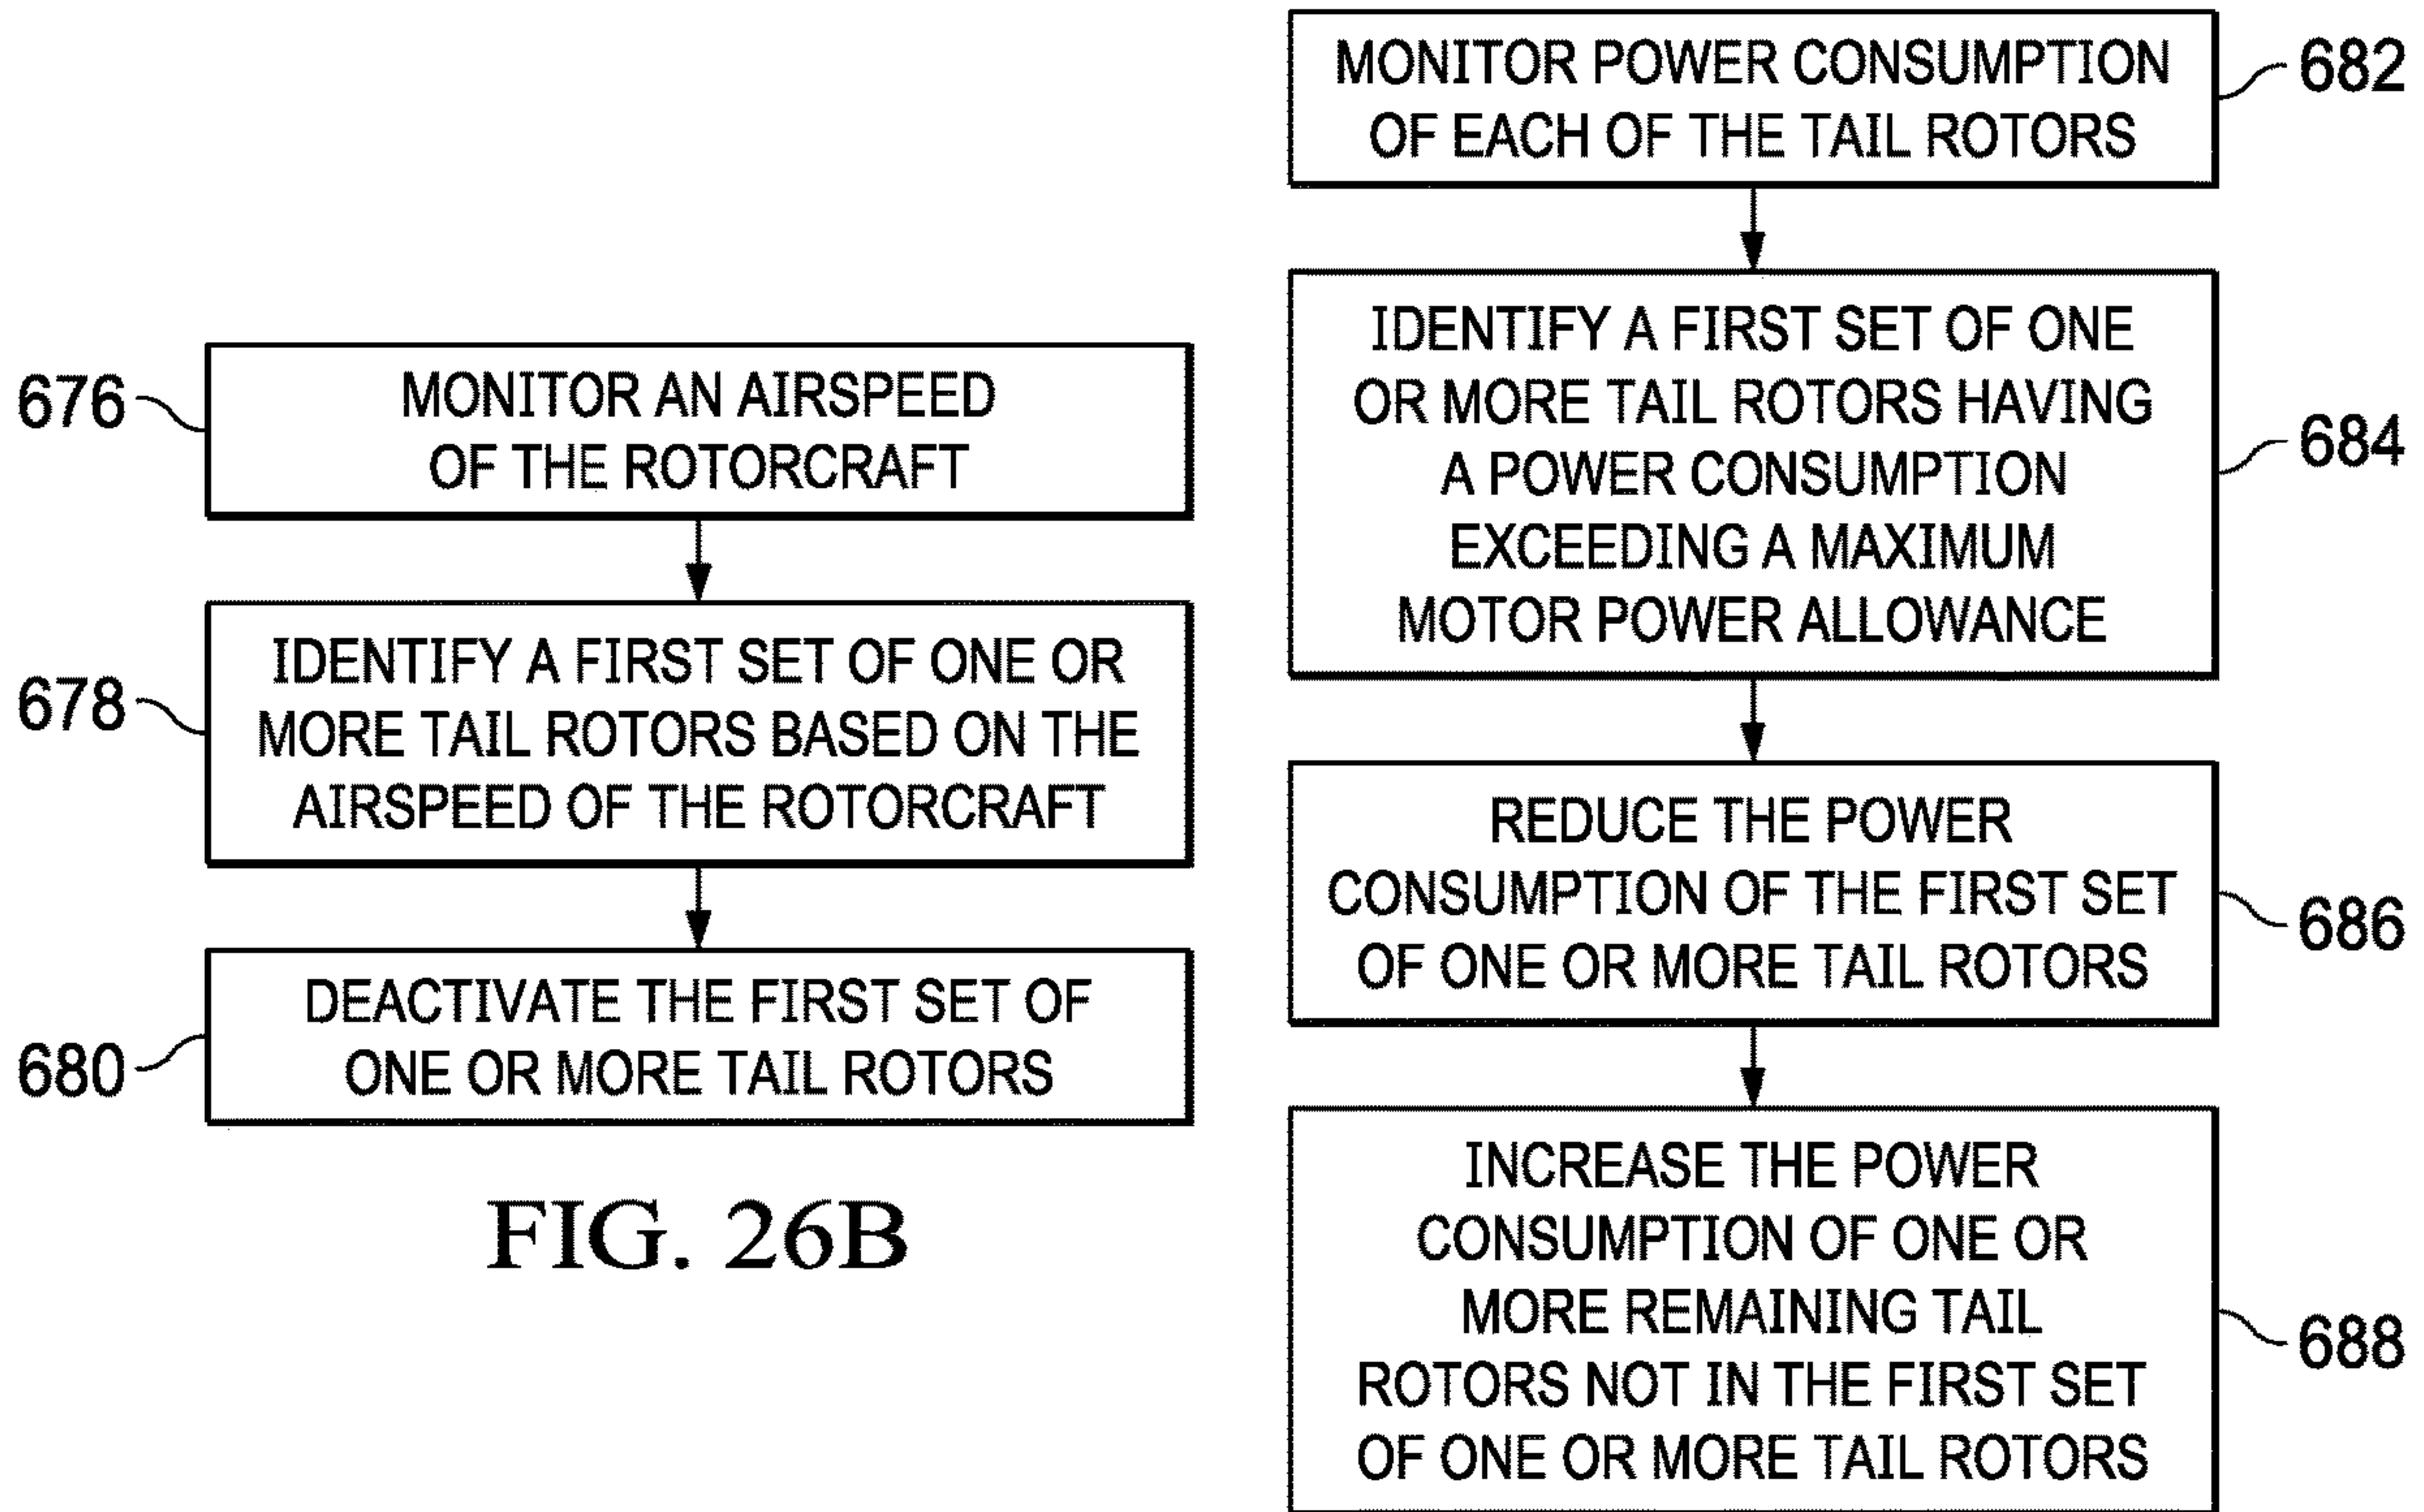 676
MONITOR AN AIRSPEED
OF THE ROTORCRAFT
678
IDENTIFY A FIRST SET OF ONE OR
MORE TAIL ROTORS BASED ON THE
AIRSPEED OF THE ROTORCRAFT
680
DEACTIVATE THE FIRST SET OF
ONE OR MORE TAIL ROTORS
FIG. 26B
MONITOR POWER CONSUMPTION
OF EACH OF THE TAIL ROTORS
682
IDENTIFY A FIRST SET OF ONE
OR MORE TAIL ROTORS HAVING
A POWER CONSUMPTION
EXCEEDING A MAXIMUM
MOTOR POWER ALLOWANCE
684
REDUCE THE POWER
CONSUMPTION OF THE FIRST SET
OF ONE OR MORE TAIL ROTORS
686
INCREASE THE POWER
CONSUMPTION OF ONE OR
MORE REMAINING TAIL
ROTORS NOT IN THE FIRST SET
OF ONE OR MORE TAIL ROTORS
688